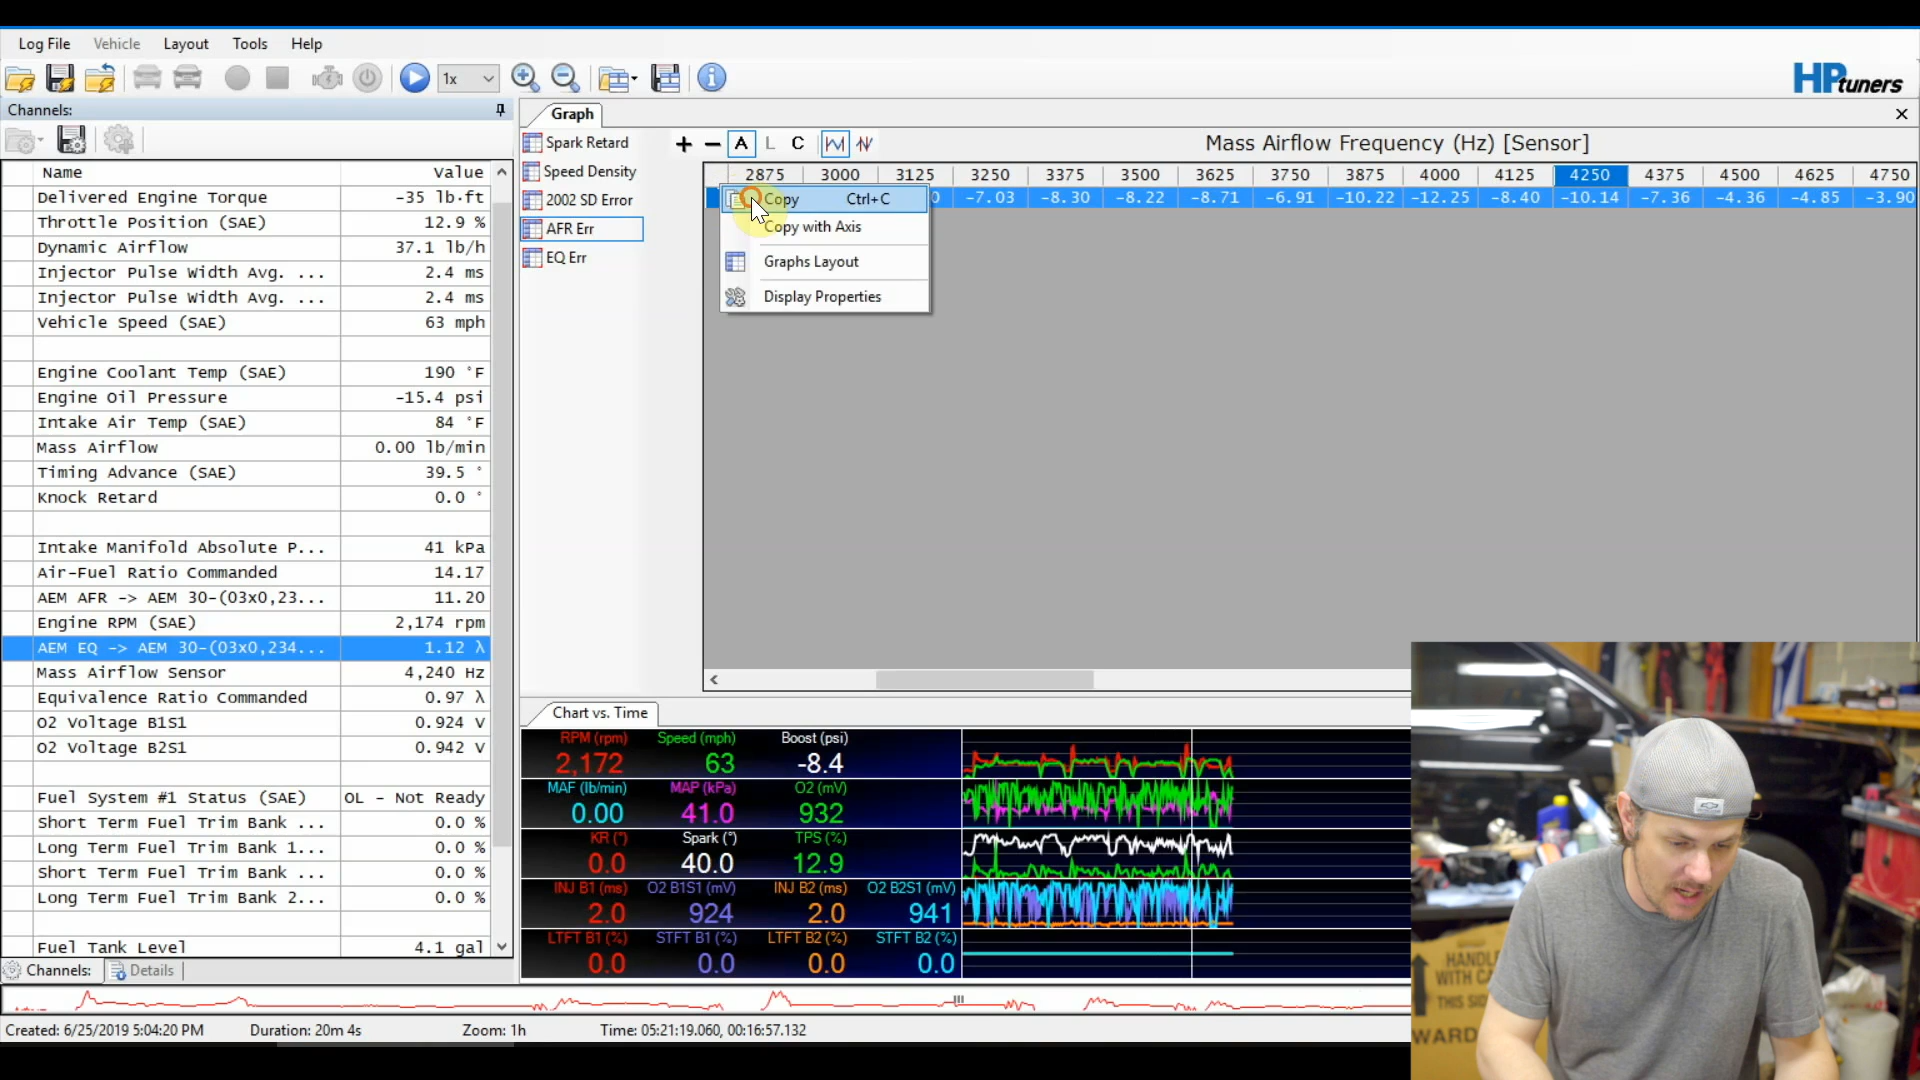 Log File Vehicle Layout Tools Help
1x
HPtuners
Channels:
Graph
Name Value
Delivered Engine Torque -35 lb·ft
Throttle Position (SAE) 12.9 %
Dynamic Airflow 37.1 lb/h
Injector Pulse Width Avg. ... 2.4 ms
Injector Pulse Width Avg. ... 2.4 ms
Vehicle Speed (SAE) 63 mph
Engine Coolant Temp (SAE) 190 °F
Engine Oil Pressure -15.4 psi
Intake Air Temp (SAE) 84 °F
Mass Airflow 0.00 lb/min
Timing Advance (SAE) 39.5 °
Knock Retard 0.0 °
Intake Manifold Absolute P... 41 kPa
Air-Fuel Ratio Commanded 14.17
AEM AFR -> AEM 30-(03x0,23... 11.20
Engine RPM (SAE) 2,174 rpm
AEM EQ -> AEM 30-(03x0,234... 1.12 λ
Mass Airflow Sensor 4,240 Hz
Equivalence Ratio Commanded 0.97 λ
O2 Voltage B1S1 0.924 V
O2 Voltage B2S1 0.942 V
Fuel System #1 Status (SAE) OL - Not Ready
Short Term Fuel Trim Bank ... 0.0 %
Long Term Fuel Trim Bank 1... 0.0 %
Short Term Fuel Trim Bank ... 0.0 %
Long Term Fuel Trim Bank 2... 0.0 %
Fuel Tank Level 4.1 gal
Channels: Details
Spark Retard
Speed Density
2002 SD Error
AFR Err
EQ Err
+ - A L C
Mass Airflow Frequency (Hz) [Sensor]
2875 3000 3125 3250 3375 3500 3625 3750 3875 4000 4125 4250 4375 4500 4625 4750
0 -7.03 -8.30 -8.22 -8.71 -6.91 -10.22 -12.25 -8.40 -10.14 -7.36 -4.36 -4.85 -3.90
Copy Ctrl+C
Copy with Axis
Graphs Layout
Display Properties
Chart vs. Time
RPM (rpm) Speed (mph) Boost (psi)
2,172 63 -8.4
MAF (lb/min) MAP (kPa) O2 (mV)
0.00 41.0 932
KR (°) Spark (°) TPS (%)
0.0 40.0 12.9
INJ B1 (ms) O2 B1S1 (mV) INJ B2 (ms) O2 B2S1 (mV)
2.0 924 2.0 941
LTFT B1 (%) STFT B1 (%) LTFT B2 (%) STFT B2 (%)
0.0 0.0 0.0 0.0
Created: 6/25/2019 5:04:20 PM Duration: 20m 4s Zoom: 1h Time: 05:21:19.060, 00:16:57.132
HANDL
WITH CA
THIS SID
WARD